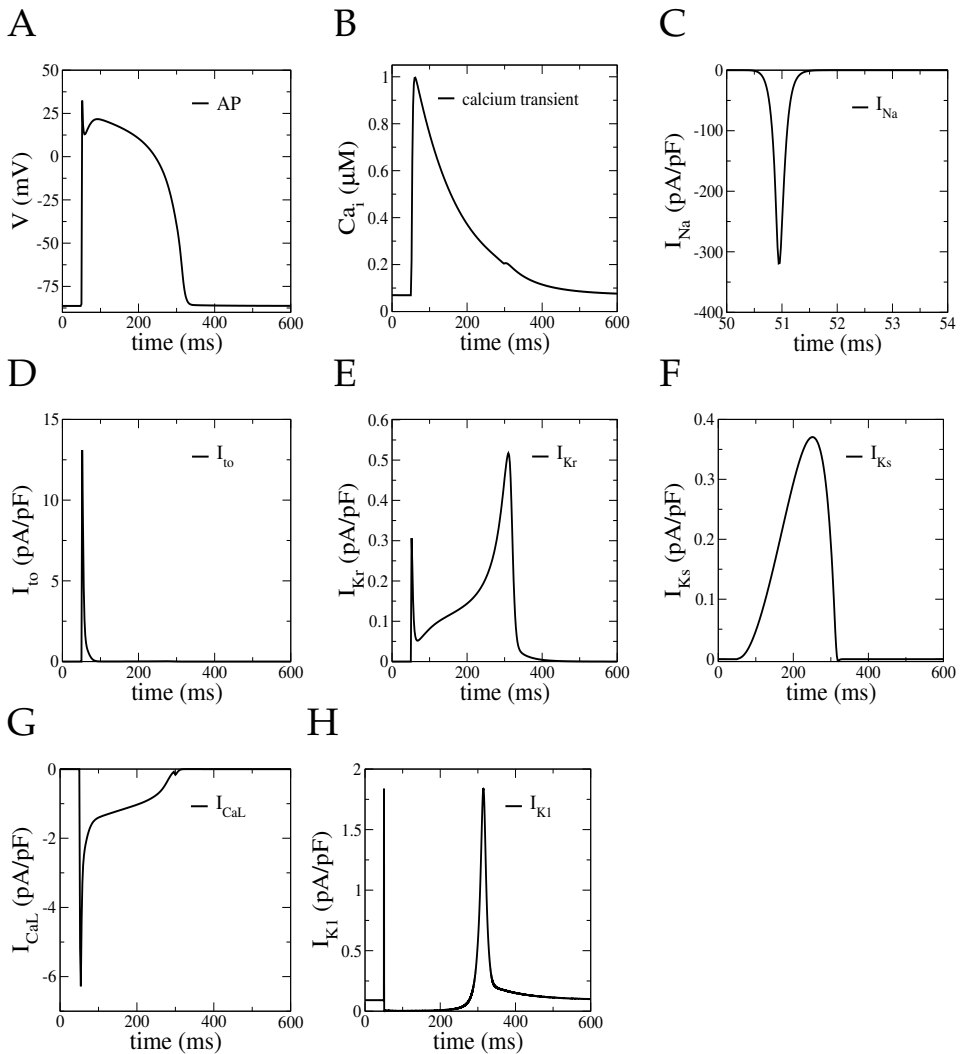 A
V (mV)
50
25
0
-25
-50
-75
AP
0
200
400
600
time (ms)
B
Ca_i (μM)
1
0.8
0.6
0.4
0.2
0
calcium transient
0
200
400
600
time (ms)
C
I_Na (pA/pF)
0
-100
-200
-300
-400
I_Na
50
51
52
53
54
time (ms)
D
I_to (pA/pF)
15
10
5
0
I_to
0
200
400
600
time (ms)
E
I_Kr (pA/pF)
0.6
0.5
0.4
0.3
0.2
0.1
0
I_Kr
0
200
400
600
time (ms)
F
I_Ks (pA/pF)
0.4
0.3
0.2
0.1
0
I_Ks
0
200
400
600
time (ms)
G
I_CaL (pA/pF)
0
-2
-4
-6
I_CaL
0
200
400
600
time (ms)
H
I_K1 (pA/pF)
2
1.5
1
0.5
0
I_K1
0
200
400
600
time (ms)